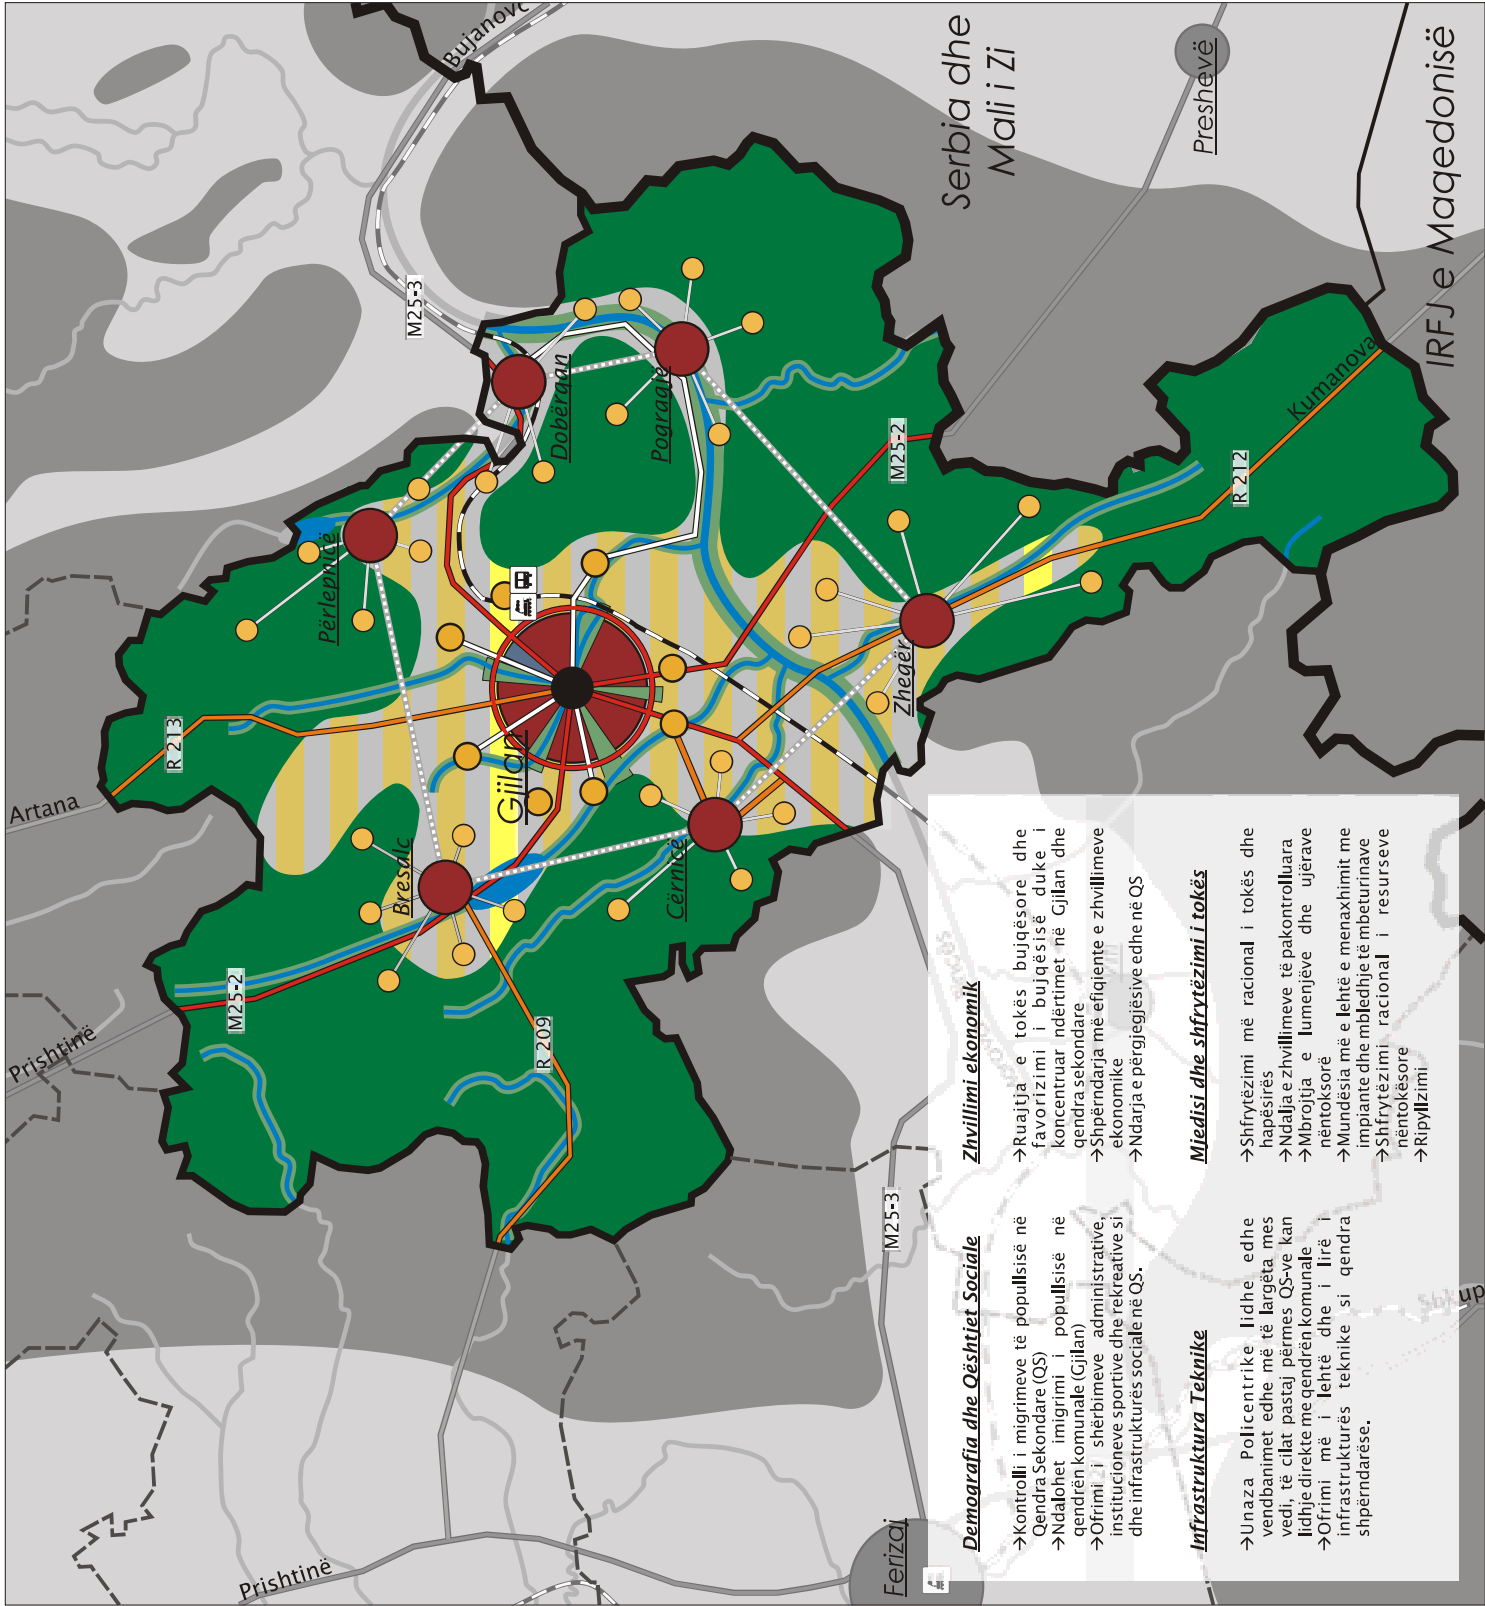 Serbia dhe
Mali i Zi
IRFJ e Maqedonisë
Preshevë
Bujanovc
Kumanova
Artana
Prishtinë
Prishtinë
Ferizaj
Shkup
M25-3
M25-2
M25-2
M25-3
R 213
R 209
R 212
Përlepnicë
Dobërqan
Pogragjë
Zhegër
Cërnicë
Bresalc
Gjilan
Demografia dhe Qështjet Sociale
→Kontrolli i migrimeve të popullsisë në
Qendra Sekondare (QS)
→Ndalohet imigrimi i popullsisë në
qendrën komunale (Gjilan)
→Ofrimi i shërbimeve administrative,
institucioneve sportive dhe rekreative si
dhe infrastrukturës sociale në QS.
Zhvillimi ekonomik
→Ruajtja e tokës bujqësore dhe
favorizimi i bujqësisë duke i
koncentruar ndërtimet në Gjilan dhe
qendra sekondare
→Shpërndarja më efiqiente e zhvillimeve
ekonomike
→Ndarja e përgjegjësive edhe në QS
Infrastruktura Teknike
→Unaza Policentrike lidhe edhe
vendbanimet edhe më të largëta mes
vedi, të cilat pastaj përmes QS-ve kan
lidhje direkte me qendrën komunale
→Ofrimi më i lehtë dhe i lirë i
infrastrukturës teknike si qendra
shpërndarëse.
Mjedisi dhe shfrytëzimi i tokës
→Shfrytëzimi më racional i tokës dhe
hapësirës
→Ndalja e zhvillimeve të pakontrolluara
→Mbrojtja e lumenjëve dhe ujërave
nëntoksorë
→Mundësia më e lehtë e menaxhimit me
impiante dhe mbledhje të mbeturinave
→Shfrytëzimi racional i resurseve
nëntokësore
→Ripyllzimi